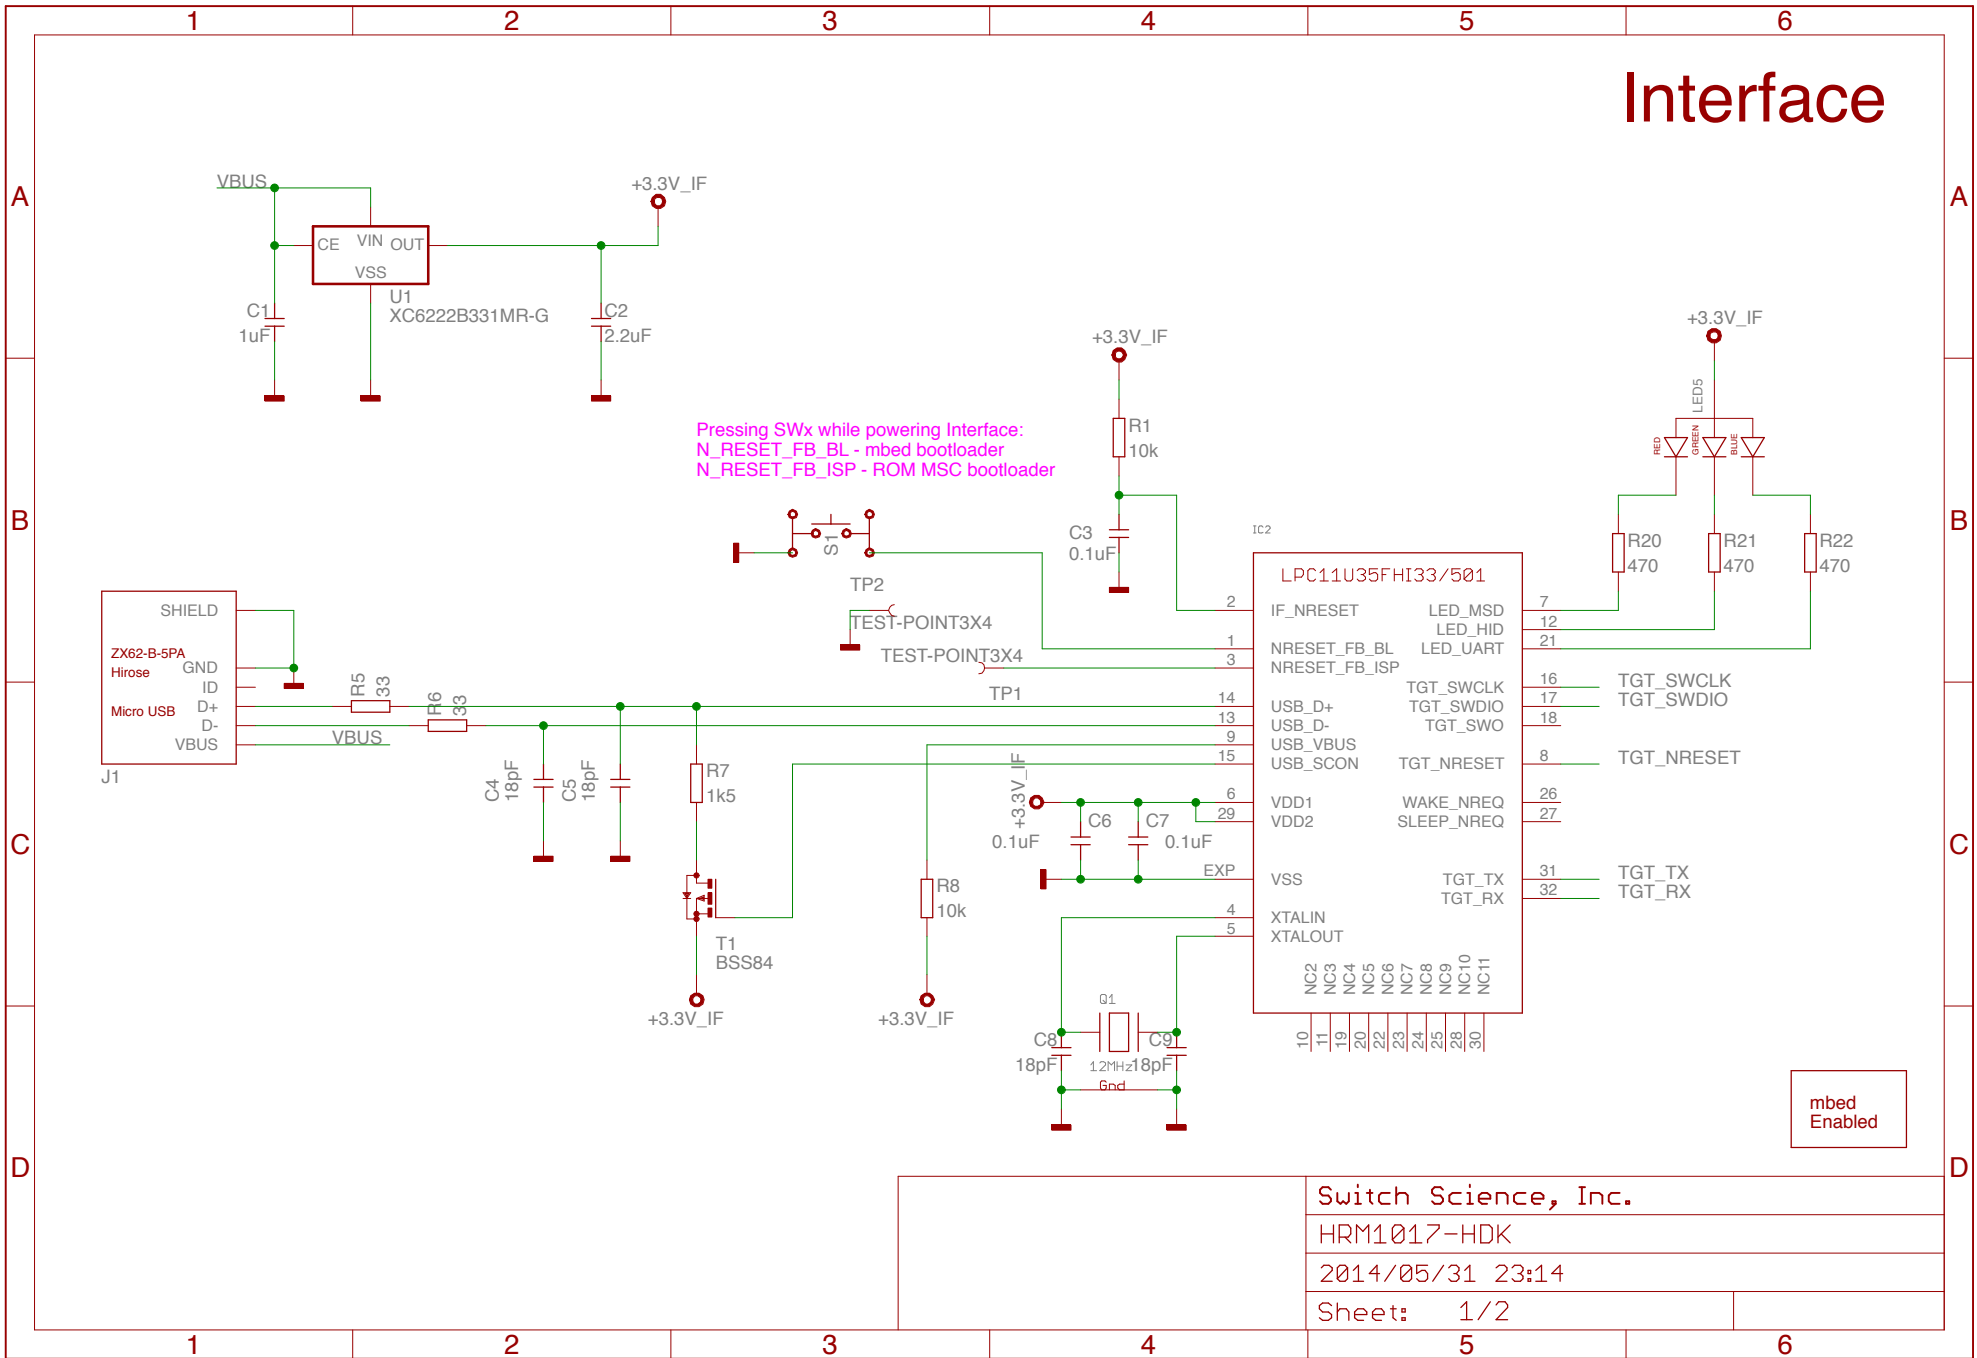 1 2 3 4 5 6
Interface
A A
VBUS
+3.3V_IF
CE VIN OUT
VSS
U1
XC6222B331MR-G
C1
1uF
C2
2.2uF
+3.3V_IF
+3.3V_IF
LED5
RED GREEN BLUE
Pressing SWx while powering Interface:
N_RESET_FB_BL - mbed bootloader
N_RESET_FB_ISP - ROM MSC bootloader
R1
10k
B B
S1
C3
0.1uF
IC2
R20
470
R21
470
R22
470
LPC11U35FHI33/501
TP2
TEST-POINT3X4
TEST-POINT3X4
TP1
2 IF_NRESET
1 NRESET_FB_BL
3 NRESET_FB_ISP
14 USB_D+
13 USB_D-
9 USB_VBUS
15 USB_SCON
6 VDD1
29 VDD2
EXP VSS
4 XTALIN
5 XTALOUT
LED_MSD 7
LED_HID 12
LED_UART 21
TGT_SWCLK 16 TGT_SWCLK
TGT_SWDIO 17 TGT_SWDIO
TGT_SWO 18
TGT_NRESET 8 TGT_NRESET
WAKE_NREQ 26
SLEEP_NREQ 27
TGT_TX 31 TGT_TX
TGT_RX 32 TGT_RX
NC2 NC3 NC4 NC5 NC6 NC7 NC8 NC9 NC10 NC11
10 11 19 20 22 23 24 25 28 30
SHIELD
ZX62-B-5PA
Hirose
GND
ID
Micro USB
D+
D-
VBUS
J1
VBUS
R5
33
R6
33
C4
18pF
C5
18pF
R7
1k5
T1
BSS84
+3.3V_IF
R8
10k
+3.3V_IF
+3.3V_IF
C6
0.1uF
C7
0.1uF
C C
Q1
C8
18pF
12MHz
Gnd
C9
18pF
mbed
Enabled
D D
Switch Science, Inc.
HRM1017-HDK
2014/05/31 23:14
Sheet: 1/2
1 2 3 4 5 6